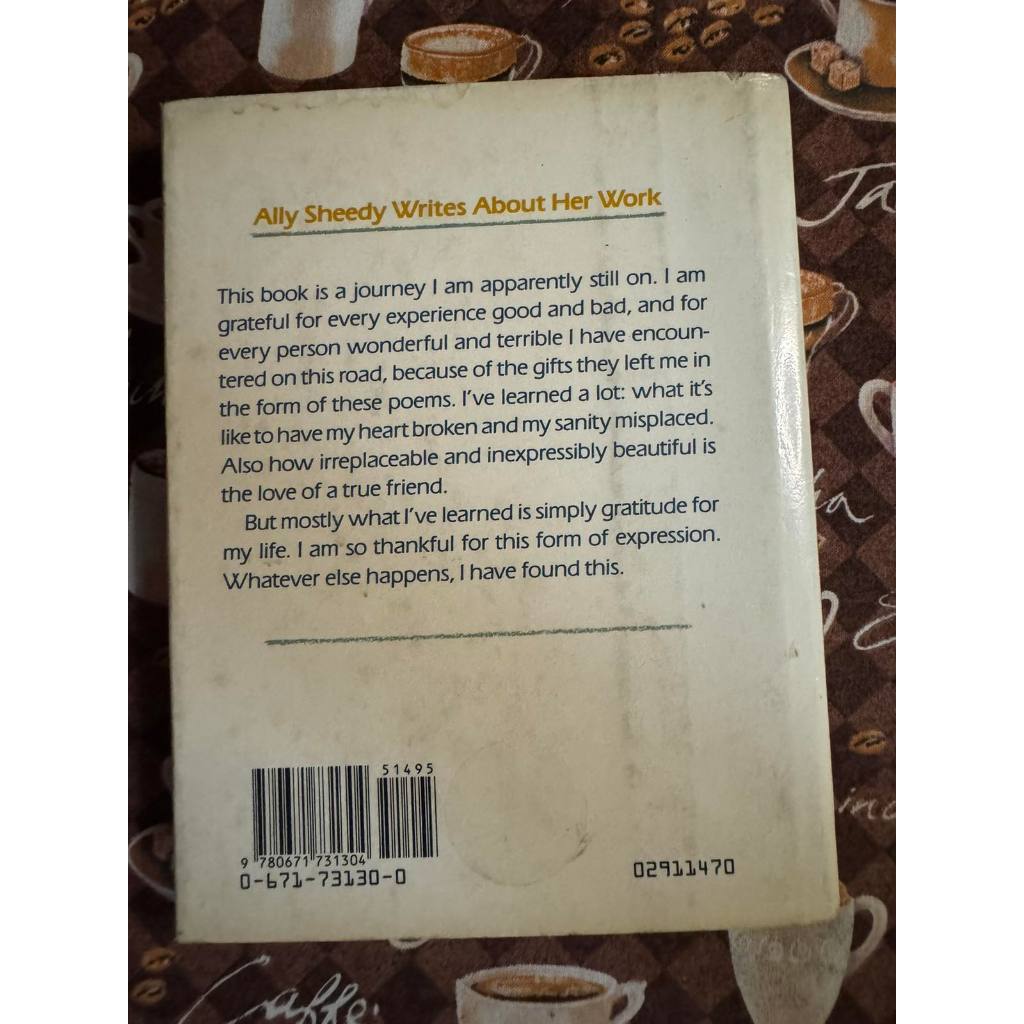 Ally Sheedy Writes About Her Work
This book is a journey I am apparently still on. I am
grateful for every experience good and bad, and for
every person wonderful and terrible I have encoun-
tered on this road, because of the gifts they left me in
the form of these poems. I've learned a lot: what it's
like to have my heart broken and my sanity misplaced.
Also how irreplaceable and inexpressibly beautiful is
the love of a true friend.
But mostly what I've learned is simply gratitude for
my life. I am so thankful for this form of expression.
Whatever else happens, I have found this.
51495
9 780671 731304
0-671-73130-0
02911470
Ja
Caffe